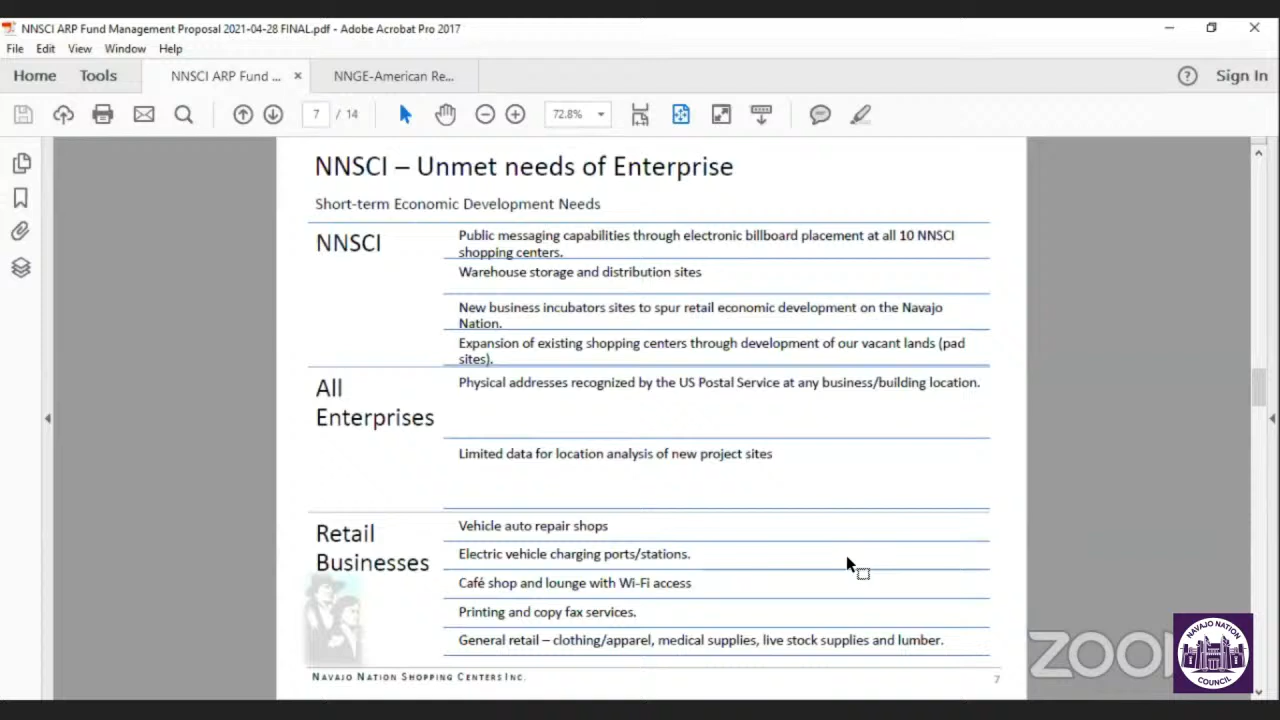 NNSCI ARP Fund Management Proposal 2021-04-28 FINAL.pdf - Adobe Acrobat Pro 2017
File Edit View Window Help
Home Tools NNSCI ARP Fund ... × NNGE-American Re... Sign In
7 / 14 72.8%
NNSCI – Unmet needs of Enterprise
Short-term Economic Development Needs
NNSCI
Public messaging capabilities through electronic billboard placement at all 10 NNSCI
shopping centers.
Warehouse storage and distribution sites
New business incubators sites to spur retail economic development on the Navajo
Nation.
Expansion of existing shopping centers through development of our vacant lands (pad
sites).
All
Enterprises
Physical addresses recognized by the US Postal Service at any business/building location.
Limited data for location analysis of new project sites
Retail
Businesses
Vehicle auto repair shops
Electric vehicle charging ports/stations.
Café shop and lounge with Wi-Fi access
Printing and copy fax services.
General retail – clothing/apparel, medical supplies, live stock supplies and lumber.
NAVAJO NATION SHOPPING CENTERS INC.
7
ZOO
NAVAJO NATION
COUNCIL